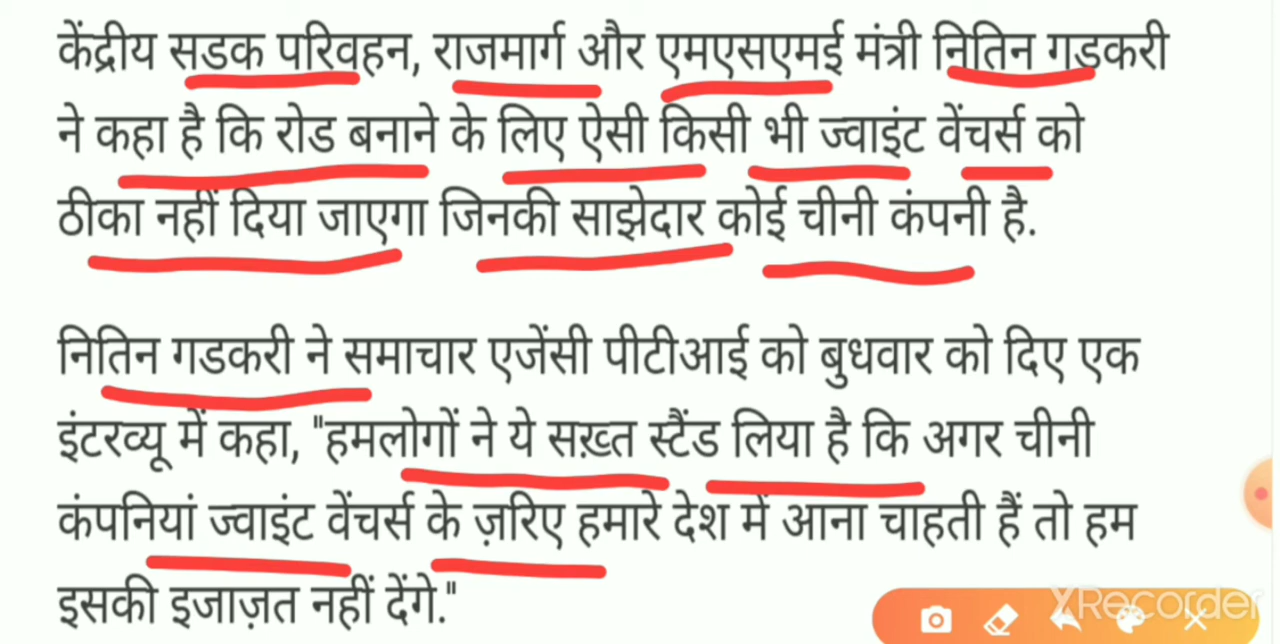 केंद्रीय सडक परिवहन, राजमार्ग और एमएसएमई मंत्री नितिन गडकरी
ने कहा है कि रोड बनाने के लिए ऐसी किसी भी ज्वाइंट वेंचर्स को
ठीका नहीं दिया जाएगा जिनकी साझेदार कोई चीनी कंपनी है.
नितिन गडकरी ने समाचार एजेंसी पीटीआई को बुधवार को दिए एक
इंटरव्यू में कहा, "हमलोगों ने ये सख़्त स्टैंड लिया है कि अगर चीनी
कंपनियां ज्वाइंट वेंचर्स के ज़रिए हमारे देश में आना चाहती हैं तो हम
इसकी इजाज़त नहीं देंगे."
XRecorder